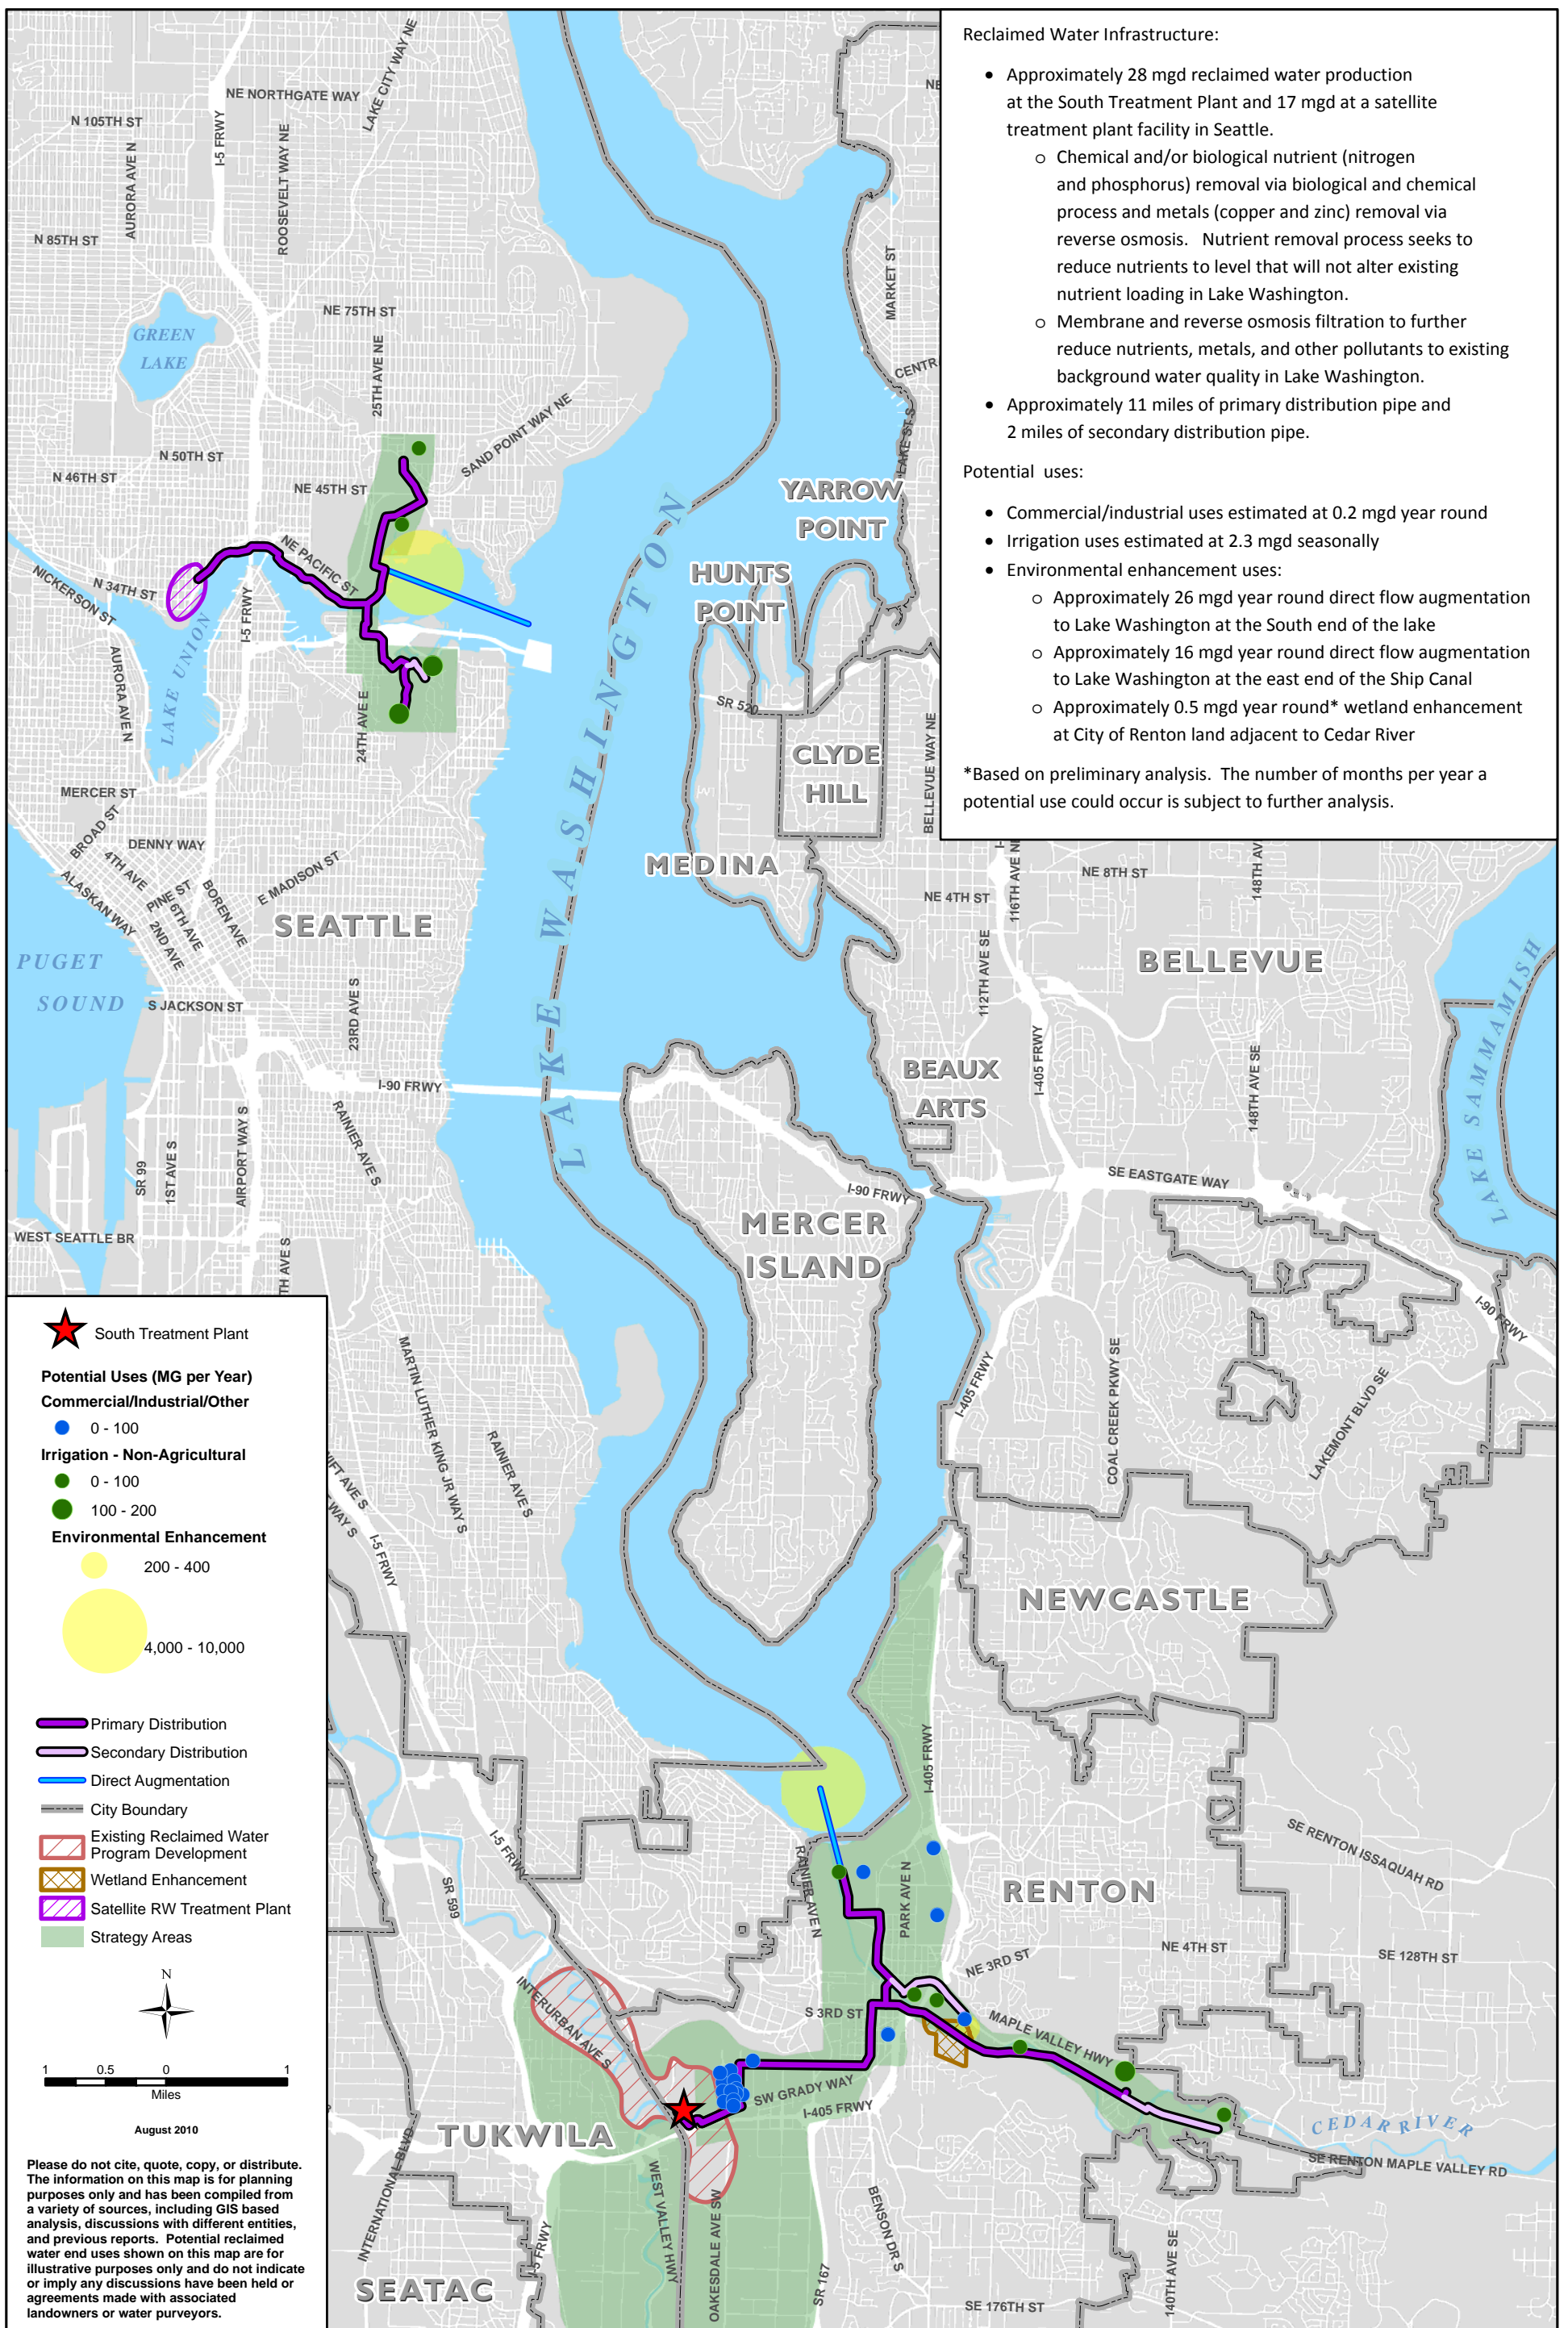 Reclaimed Water Infrastructure:
• Approximately 28 mgd reclaimed water production
at the South Treatment Plant and 17 mgd at a satellite
treatment plant facility in Seattle.
o Chemical and/or biological nutrient (nitrogen
and phosphorus) removal via biological and chemical
process and metals (copper and zinc) removal via
reverse osmosis.  Nutrient removal process seeks to
reduce nutrients to level that will not alter existing
nutrient loading in Lake Washington.
o Membrane and reverse osmosis filtration to further
reduce nutrients, metals, and other pollutants to existing
background water quality in Lake Washington.
• Approximately 11 miles of primary distribution pipe and
2 miles of secondary distribution pipe.
Potential uses:
• Commercial/industrial uses estimated at 0.2 mgd year round
• Irrigation uses estimated at 2.3 mgd seasonally
• Environmental enhancement uses:
o Approximately 26 mgd year round direct flow augmentation
to Lake Washington at the South end of the lake
o Approximately 16 mgd year round direct flow augmentation
to Lake Washington at the east end of the Ship Canal
o Approximately 0.5 mgd year round* wetland enhancement
at City of Renton land adjacent to Cedar River
*Based on preliminary analysis. The number of months per year a
potential use could occur is subject to further analysis.
LAKE CITY WAY NE
NE NORTHGATE WAY
N 105TH ST
I-5 FRWY
AURORA AVE N
ROOSEVELT WAY NE
N 85TH ST
NE 75TH ST
GREEN
LAKE
25TH AVE NE
MARKET ST
SAND POINT WAY NE
LAKE ST S
N 50TH ST
N 46TH ST
NE 45TH ST
YARROW
POINT
NE PACIFIC ST
N 34TH ST
NICKERSON ST
HUNTS
POINT
I-5 FRWY
LAKE UNION
AURORA AVE N
24TH AVE E
SR 520
BELLEVUE WAY NE
CLYDE
HILL
MERCER ST
BROAD ST
DENNY WAY
4TH AVE
ALASKAN WAY
PINE ST
6TH AVE
2ND AVE
BOREN AVE
E MADISON ST
MEDINA
116TH AVE NE
NE 8TH ST
NE 4TH ST
SEATTLE
LAKE WASHINGTON
PUGET
SOUND
112TH AVE SE
BELLEVUE
LAKE SAMMAMISH
S JACKSON ST
23RD AVE S
I-405 FRWY
148TH AVE SE
BEAUX
ARTS
I-90 FRWY
RAINIER AVE S
SR 99
1ST AVE S
AIRPORT WAY S
SE EASTGATE WAY
I-90 FRWY
MERCER
ISLAND
WEST SEATTLE BR
I-90 FRWY
COAL CREEK PKWY SE
I-405 FRWY
LAKEMONT BLVD SE
MARTIN LUTHER KING JR WAY S
RAINIER AVE S
I-5 FRWY
NEWCASTLE
I-405 FRWY
SE RENTON ISSAQUAH RD
I-5 FRWY
SR 599
RAINIER AVE N
PARK AVE N
RENTON
NE 3RD ST
NE 4TH ST
SE 128TH ST
INTERURBAN AVE S
S 3RD ST
MAPLE VALLEY HWY
SW GRADY WAY
I-405 FRWY
TUKWILA
CEDAR RIVER
SE RENTON MAPLE VALLEY RD
INTERNATIONAL BLVD
WEST VALLEY HWY
OAKESDALE AVE SW
BENSON DR S
140TH AVE SE
SR 167
SEATAC
SE 176TH ST
South Treatment Plant
Potential Uses (MG per Year)
Commercial/Industrial/Other
0 - 100
Irrigation - Non-Agricultural
0 - 100
100 - 200
Environmental Enhancement
200 - 400
4,000 - 10,000
Primary Distribution
Secondary Distribution
Direct Augmentation
City Boundary
Existing Reclaimed Water
Program Development
Wetland Enhancement
Satellite RW Treatment Plant
Strategy Areas
N
1 0.5 0 1
Miles
August 2010
Please do not cite, quote, copy, or distribute.
The information on this map is for planning
purposes only and has been compiled from
a variety of sources, including GIS based
analysis, discussions with different entities,
and previous reports. Potential reclaimed
water end uses shown on this map are for
illustrative purposes only and do not indicate
or imply any discussions have been held or
agreements made with associated
landowners or water purveyors.